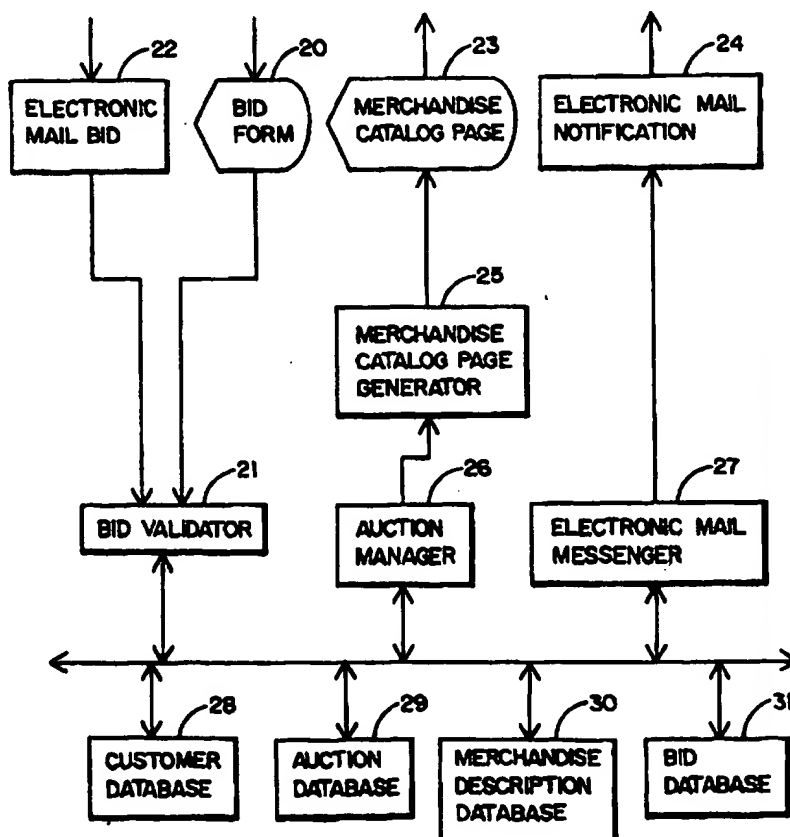 22
20
23
24
ELECTRONIC
MAIL BID
BID
FORM
MERCHANDISE
CATALOG PAGE
ELECTRONIC MAIL
NOTIFICATION
25
MERCHANDISE
CATALOG PAGE
GENERATOR
21
26
27
BID VALIDATOR
AUCTION
MANAGER
ELECTRONIC MAIL
MESSENGER
28
29
30
31
CUSTOMER
DATABASE
AUCTION
DATABASE
MERCHANDISE
DESCRIPTION
DATABASE
BID
DATABASE